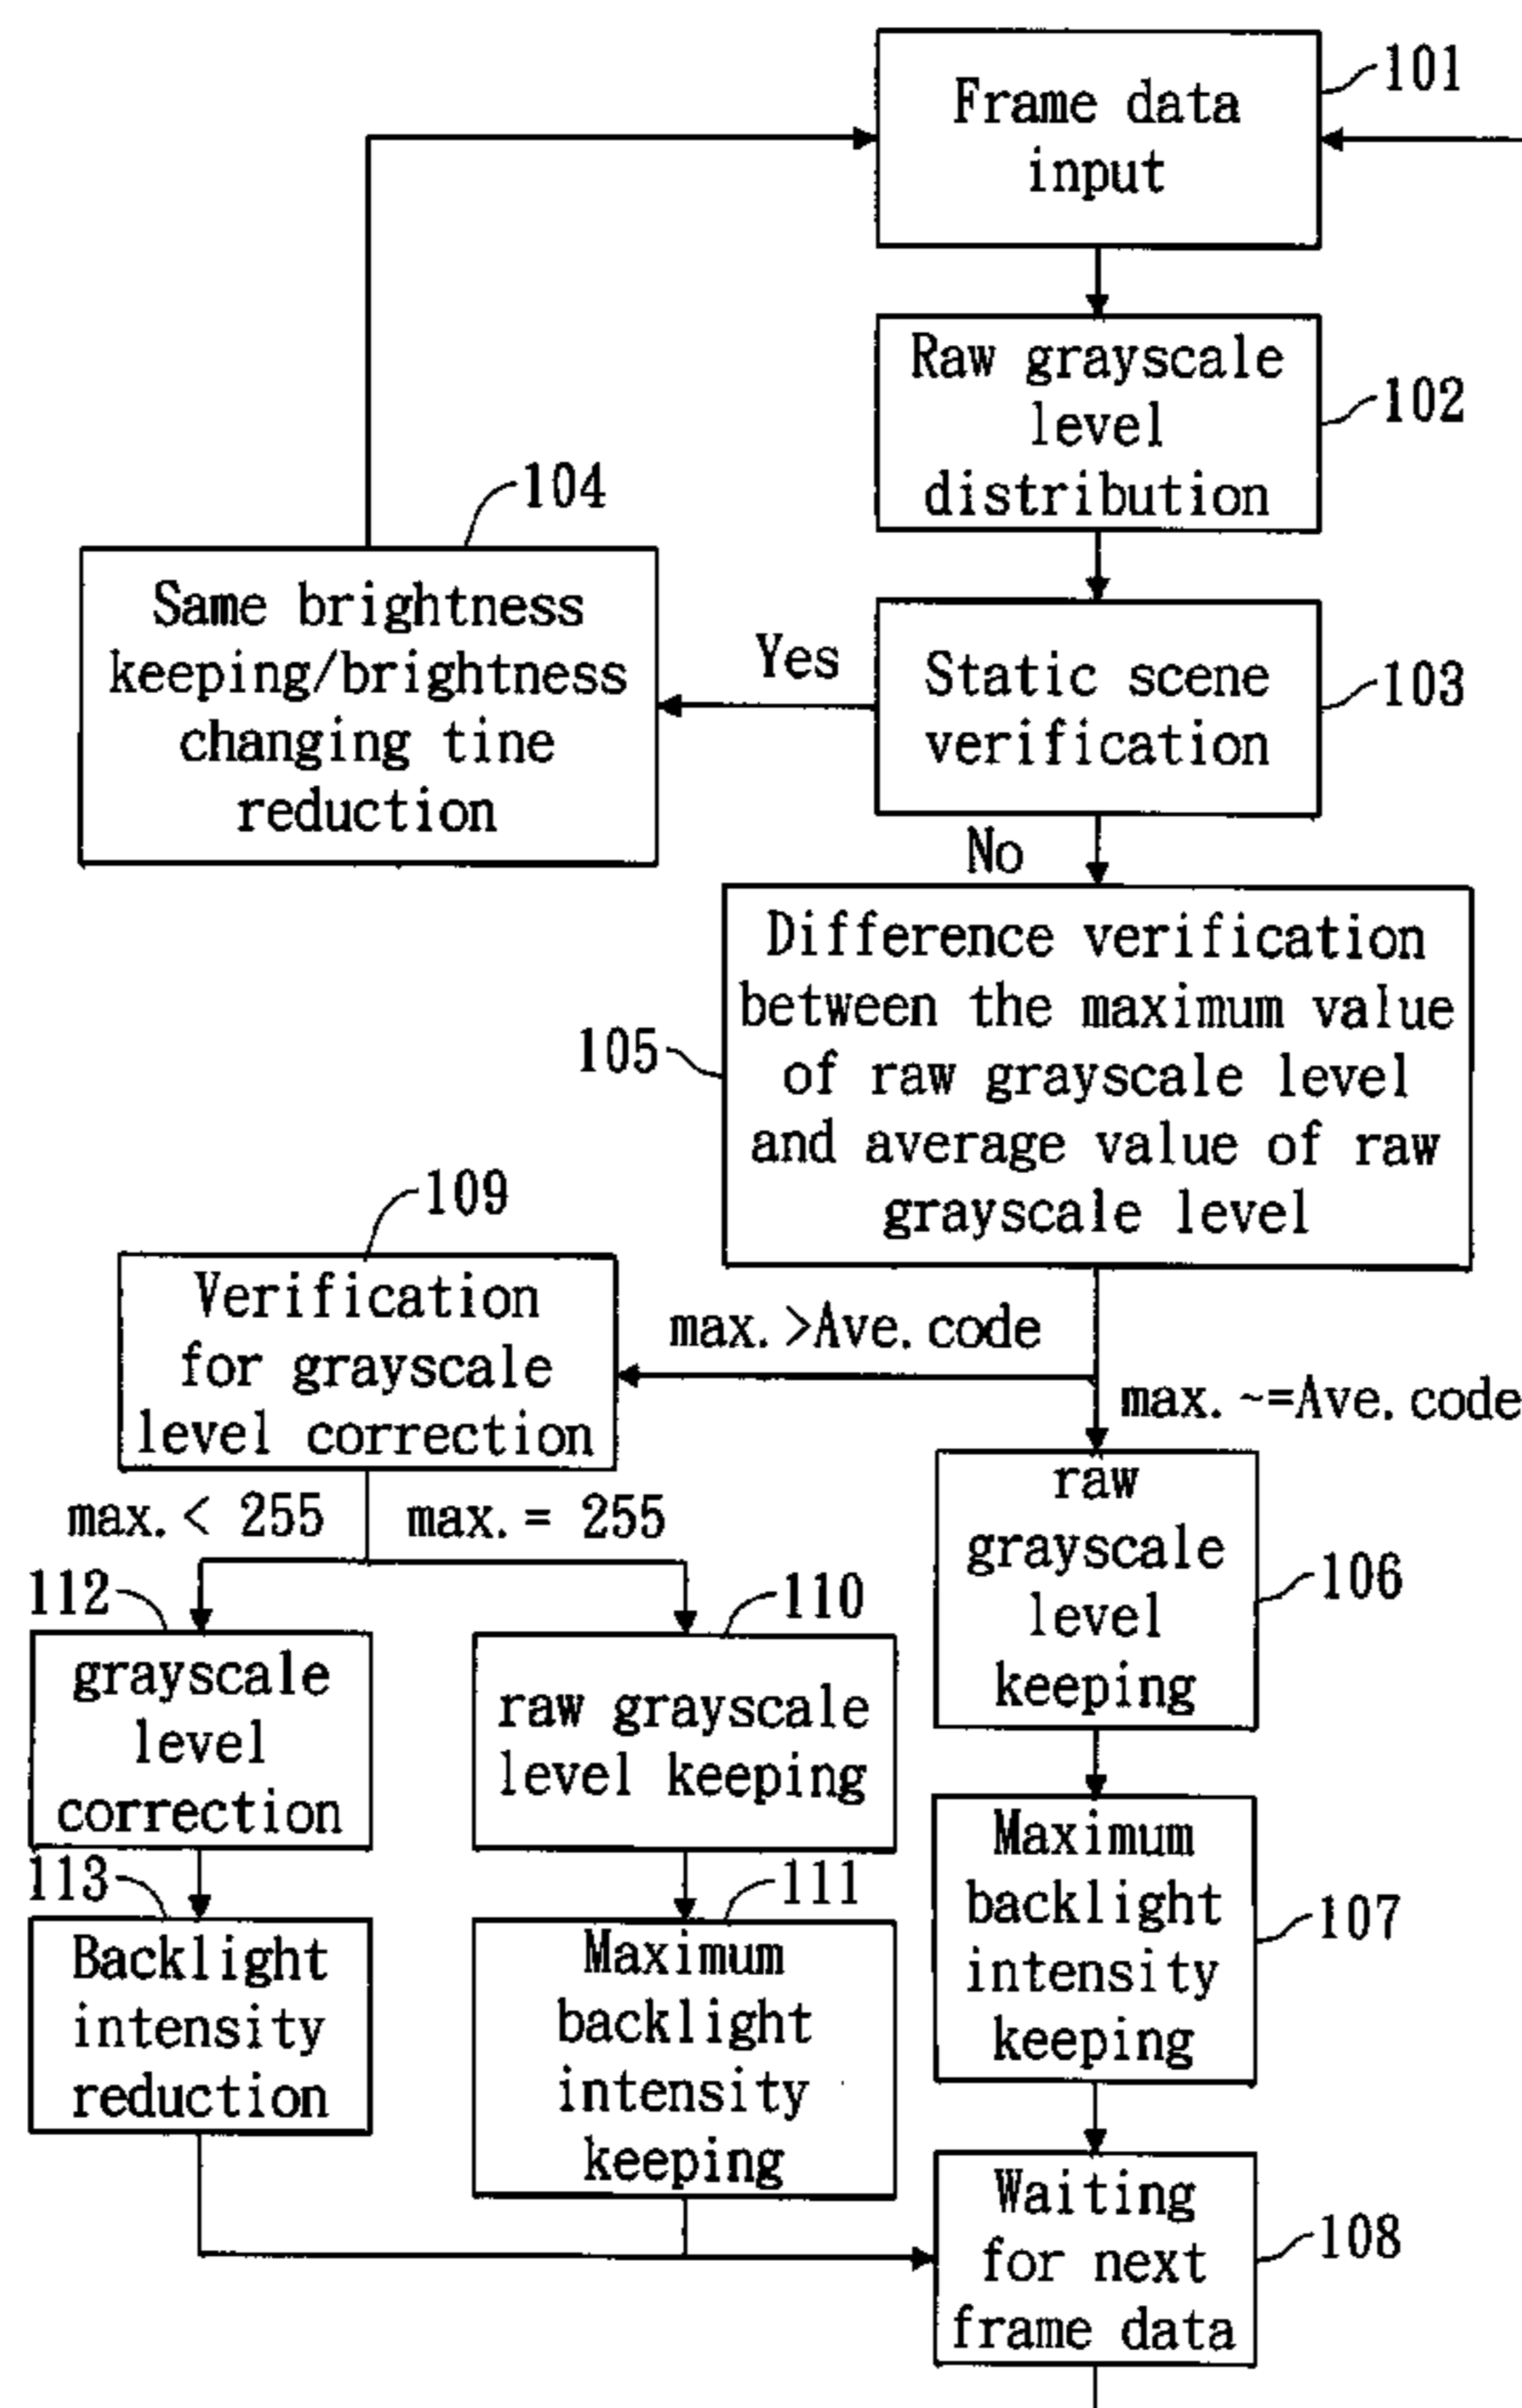 Frame data
input
101
Raw grayscale
level
distribution
102
104
Same brightness
keeping/brightness
changing tine
reduction
Yes
Static scene
verification
103
No
Difference verification
between the maximum value
of raw grayscale level
and average value of raw
grayscale level
105
109
Verification
for grayscale
level correction
max. >Ave. code
max. ~=Ave. code
max. < 255
max. = 255
raw
grayscale
level
keeping
106
112
grayscale
level
correction
110
raw grayscale
level keeping
Maximum
backlight
intensity
keeping
107
113
Backlight
intensity
reduction
111
Maximum
backlight
intensity
keeping
Waiting
for next
frame data
108